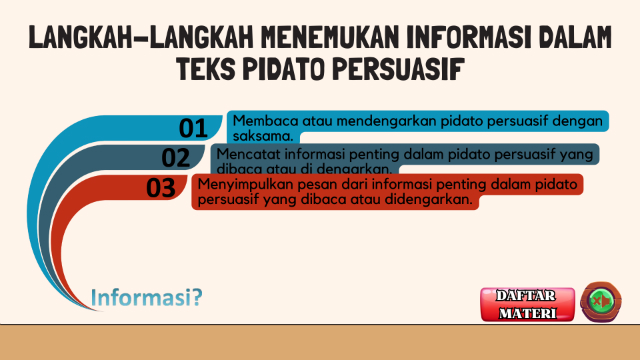 LANGKAH-LANGKAH MENEMUKAN INFORMASI DALAM
TEKS PIDATO PERSUASIF
01
Membaca atau mendengarkan pidato persuasif dengan
saksama.
02
Mencatat informasi penting dalam pidato persuasif yang
dibaca atau di dengarkan.
03
Menyimpulkan pesan dari informasi penting dalam pidato
persuasif yang dibaca atau didengarkan.
Informasi?
DAFTAR
MATERI